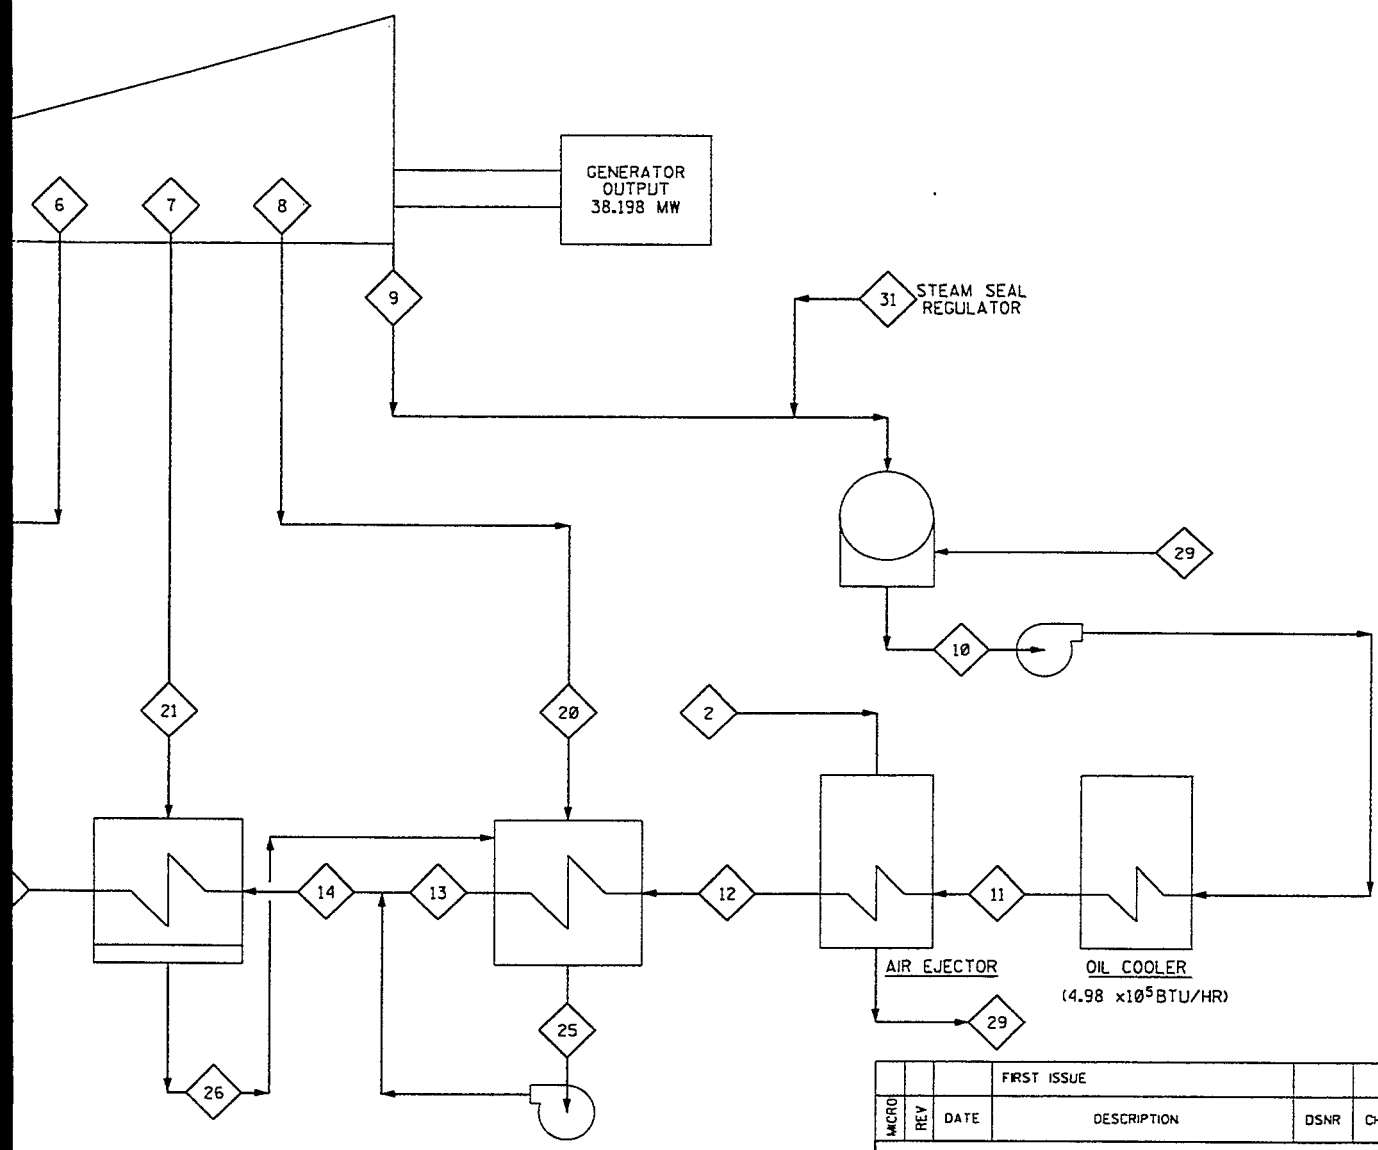 GENERATOR
OUTPUT
38.198 MW
6
7
8
9
31
STEAM SEAL
REGULATOR
29
10
21
20
2
14
13
12
11
AIR EJECTOR
OIL COOLER
(4.98 x10⁵BTU/HR)
25
29
26
FIRST ISSUE
MICRO
REV
DATE
DESCRIPTION
DSNR